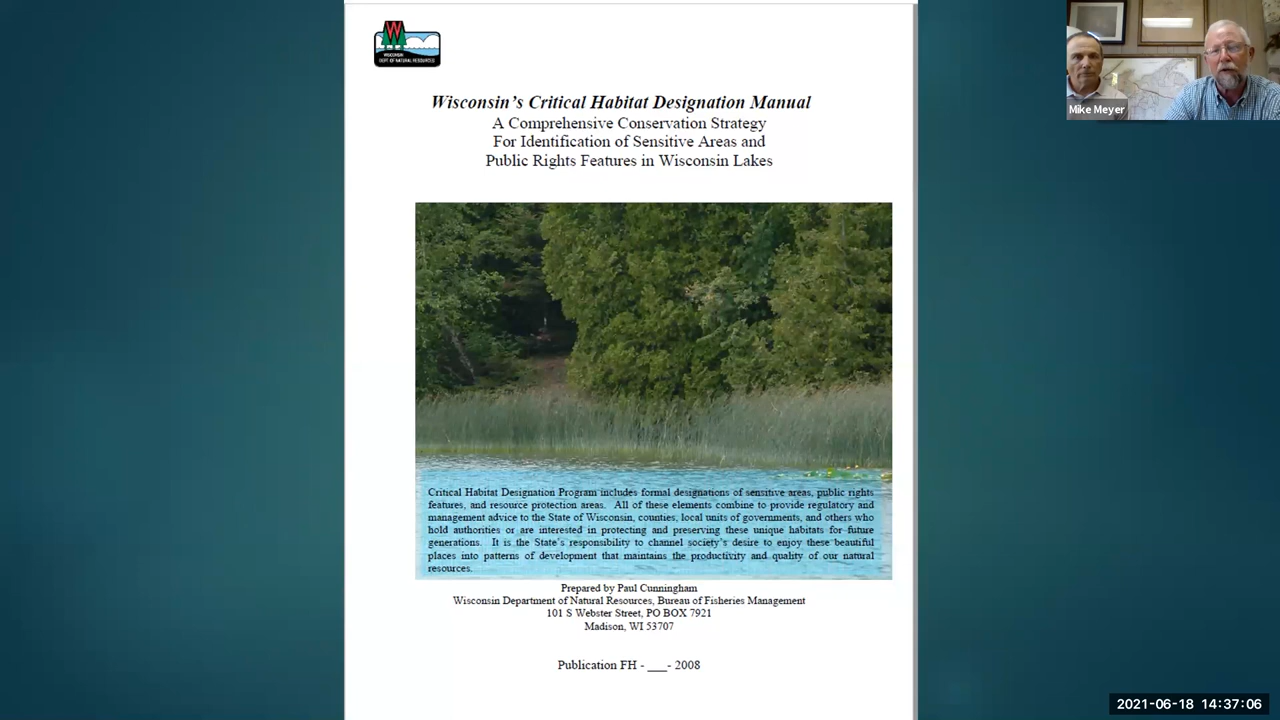 WISCONSIN
DEPT. OF NATURAL RESOURCES
Wisconsin's Critical Habitat Designation Manual
A Comprehensive Conservation Strategy
For Identification of Sensitive Areas and
Public Rights Features in Wisconsin Lakes
Mike Meyer
Critical Habitat Designation Program includes formal designations of sensitive areas, public rights
features, and resource protection areas. All of these elements combine to provide regulatory and
management advice to the State of Wisconsin, counties, local units of governments, and others who
hold authorities or are interested in protecting and preserving these unique habitats for future
generations. It is the State's responsibility to channel society's desire to enjoy these beautiful
places into patterns of development that maintains the productivity and quality of our natural
resources.
Prepared by Paul Cunningham
Wisconsin Department of Natural Resources, Bureau of Fisheries Management
101 S Webster Street, PO BOX 7921
Madison, WI 53707
Publication FH - ___- 2008
2021-06-18 14:37:06